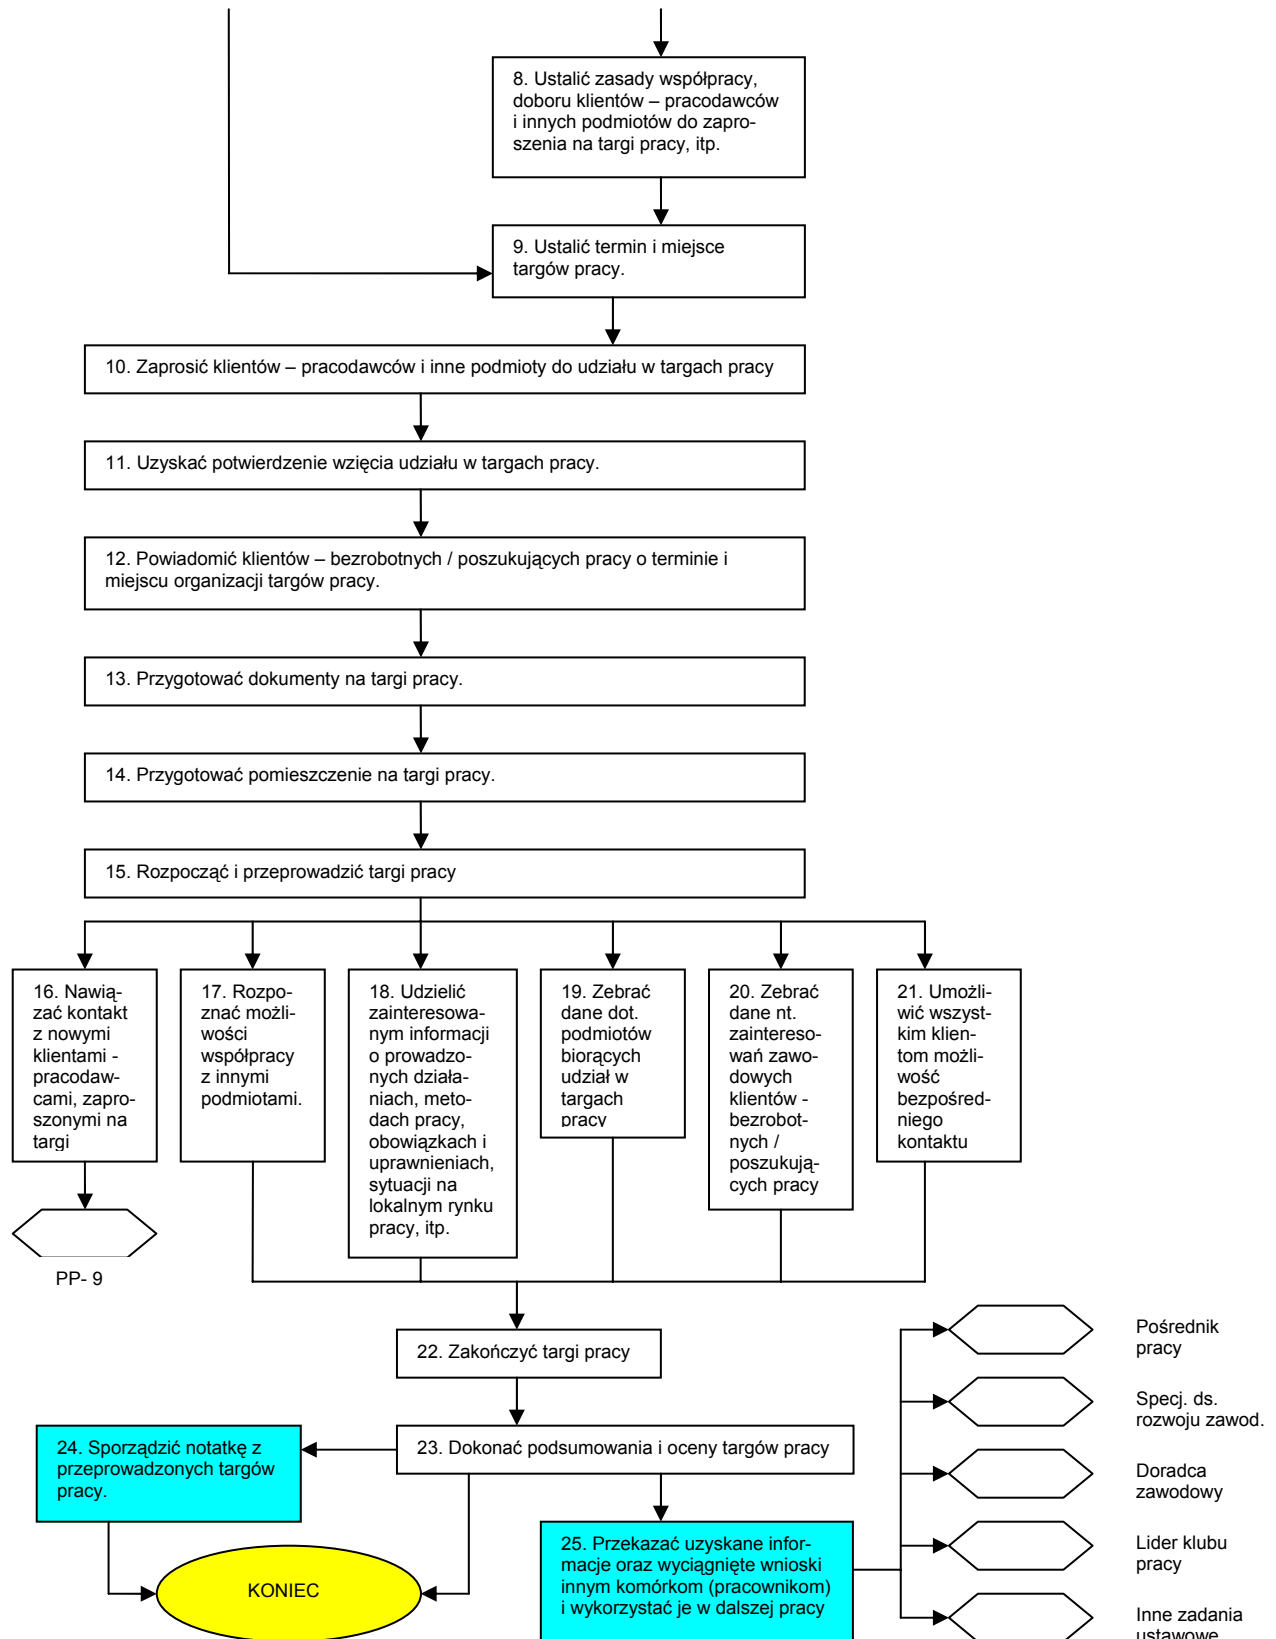 8. Ustalić zasady współpracy,
doboru klientów – pracodawców
i innych podmiotów do zapro-
szenia na targi pracy, itp.
9. Ustalić termin i miejsce
targów pracy.
10. Zaprosić klientów – pracodawców i inne podmioty do udziału w targach pracy
11. Uzyskać potwierdzenie wzięcia udziału w targach pracy.
12. Powiadomić klientów – bezrobotnych / poszukujących pracy o terminie i
miejscu organizacji targów pracy.
13. Przygotować dokumenty na targi pracy.
14. Przygotować pomieszczenie na targi pracy.
15. Rozpocząć i przeprowadzić targi pracy
16. Nawią-
zać kontakt
z nowymi
klientami -
pracodaw-
cami, zapro-
szonymi na
targi
17. Rozpo-
znać możli-
wości
współpracy
z innymi
podmiotami.
18. Udzielić
zainteresowa-
nym informacji
o prowadzo-
nych działa-
niach, meto-
dach pracy,
obowiązkach i
uprawnieniach,
sytuacji na
lokalnym rynku
pracy, itp.
19. Zebrać
dane dot.
podmiotów
biorących
udział w
targach
pracy
20. Zebrać
dane nt.
zaintereso-
wań zawo-
dowych
klientów -
bezrobot-
nych /
poszukują-
cych pracy
21. Umożli-
wić wszyst-
kim klien-
tom możli-
wość
bezpośred-
niego
kontaktu
PP- 9
22. Zakończyć targi pracy
23. Dokonać podsumowania i oceny targów pracy
24. Sporządzić notatkę z
przeprowadzonych targów
pracy.
KONIEC
25. Przekazać uzyskane infor-
macje oraz wyciągnięte wnioski
innym komórkom (pracownikom)
i wykorzystać je w dalszej pracy
Pośrednik
pracy
Specj. ds.
rozwoju zawod.
Doradca
zawodowy
Lider klubu
pracy
Inne zadania
ustawowe